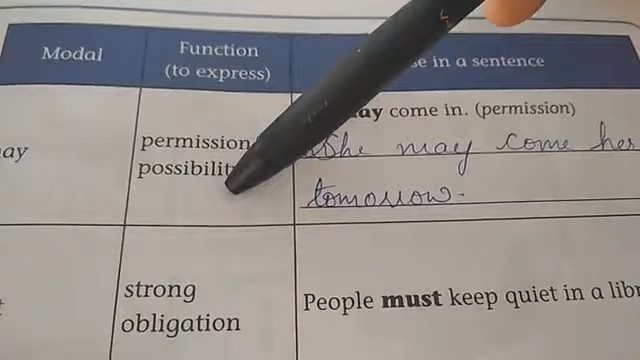 Modal
Function
(to express)
se in a sentence
ay come in. (permission)
ay
permission
possibilit
She may come her
tomorrow.
strong
obligation
People must keep quiet in a libr